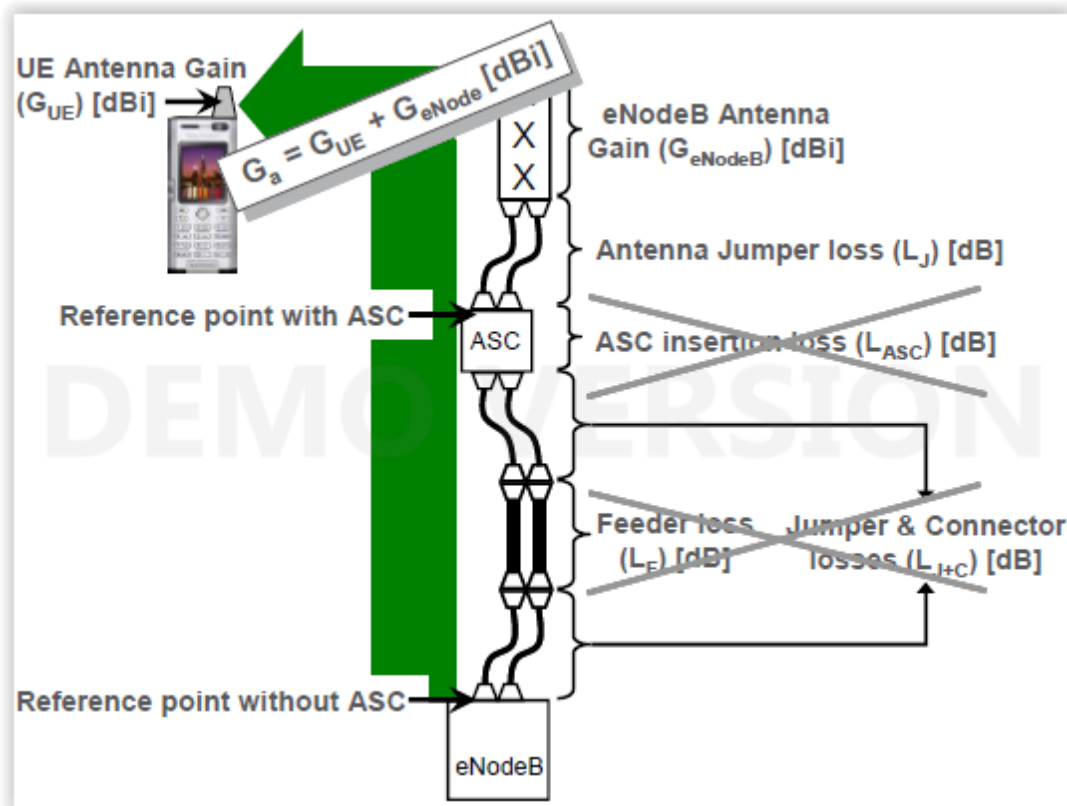 UE Antenna Gain
(G_UE) [dBi]
G_a = G_UE + G_eNode [dBi]
X
X
eNodeB Antenna
Gain (G_eNodeB) [dBi]
Antenna Jumper loss (L_J) [dB]
Reference point with ASC
ASC
ASC insertion loss (L_ASC) [dB]
DEMO VERSION
Feeder loss
(L_F) [dB]
Jumper & Connector
losses (L_J+C) [dB]
Reference point without ASC
eNodeB